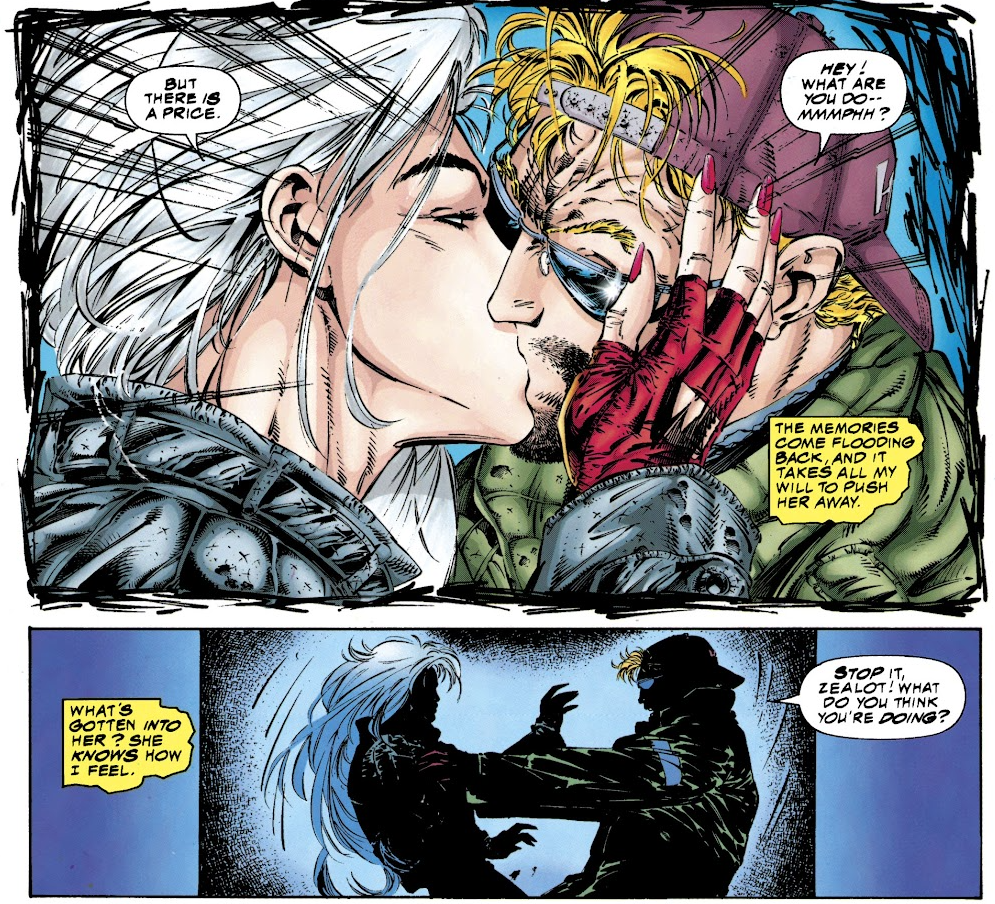 BUT
THERE IS
A PRICE.
HEY!
WHAT ARE
YOU DO--
MMMPHH?
H
THE MEMORIES
COME FLOODING
BACK, AND IT
TAKES ALL MY
WILL TO PUSH
HER AWAY.
WHAT'S
GOTTEN INTO
HER? SHE
KNOWS HOW
I FEEL.
STOP IT,
ZEALOT! WHAT
DO YOU THINK
YOU'RE DOING?